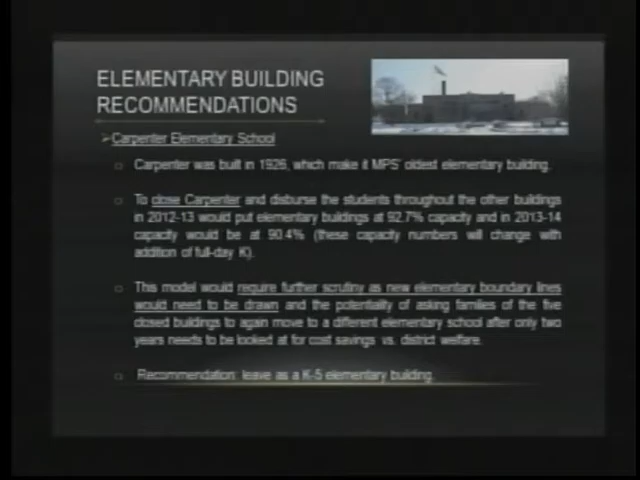 ELEMENTARY BUILDING
RECOMMENDATIONS
Carpenter Elementary School
Carpenter was built in 1926, which make it MPS' oldest elementary building.
To close Carpenter and disburse the students throughout the other buildings
in 2012-13 would put elementary buildings at 92.7% capacity and in 2013-14
capacity would be at 90.4% (these capacity numbers will change with
addition of full-day K).
This model would require further scrutiny as new elementary boundary lines
would need to be drawn and the potentiality of asking families of the five
closed buildings to again move to a different elementary school after only two
years needs to be looked at for cost savings vs. district welfare.
Recommendation: leave as a K-5 elementary building.